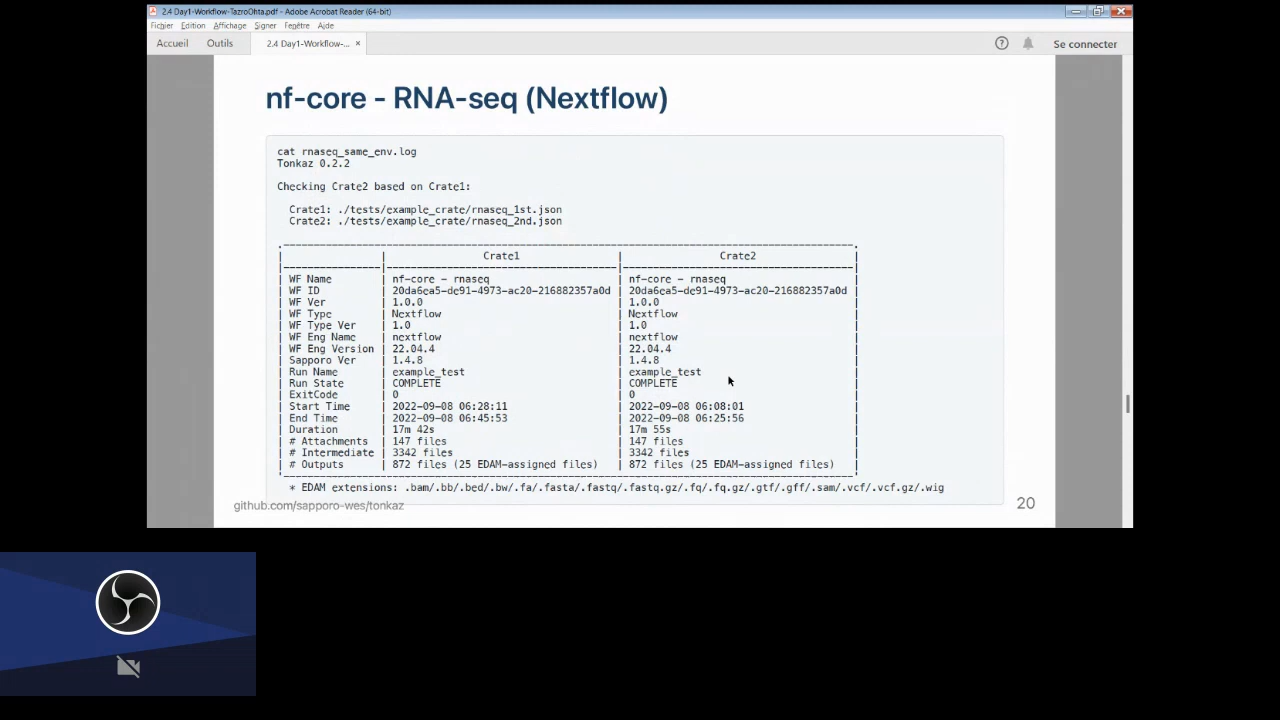 2.4 Day1-Workflow-TazroOhta.pdf - Adobe Acrobat Reader (64-bit)
Fichier Edition Affichage Signer Fenêtre Aide
Accueil Outils 2.4 Day1-Workflow-... × Se connecter
nf-core - RNA-seq (Nextflow)
cat rnaseq_same_env.log
Tonkaz 0.2.2
Checking Crate2 based on Crate1:
Crate1: ./tests/example_crate/rnaseq_1st.json
Crate2: ./tests/example_crate/rnaseq_2nd.json
| | Crate1 | Crate2 |
| WF Name | nf-core – rnaseq | nf-core – rnaseq |
| WF ID | 20da6ea5-de91-4973-ac20-216882357a0d | 20da6ea5-de91-4973-ac20-216882357a0d |
| WF Ver | 1.0.0 | 1.0.0 |
| WF Type | Nextflow | Nextflow |
| WF Type Ver | 1.0 | 1.0 |
| WF Eng Name | nextflow | nextflow |
| WF Eng Version | 22.04.4 | 22.04.4 |
| Sapporo Ver | 1.4.8 | 1.4.8 |
| Run Name | example_test | example_test |
| Run State | COMPLETE | COMPLETE |
| ExitCode | 0 | 0 |
| Start Time | 2022-09-08 06:28:11 | 2022-09-08 06:08:01 |
| End Time | 2022-09-08 06:45:53 | 2022-09-08 06:25:56 |
| Duration | 17m 42s | 17m 55s |
| # Attachments | 147 files | 147 files |
| # Intermediate | 3342 files | 3342 files |
| # Outputs | 872 files (25 EDAM-assigned files) | 872 files (25 EDAM-assigned files) |
* EDAM extensions: .bam/.bb/.bed/.bw/.fa/.fasta/.fastq/.fastq.gz/.fq/.fq.gz/.gtf/.gff/.sam/.vcf/.vcf.gz/.wig
github.com/sapporo-wes/tonkaz 20